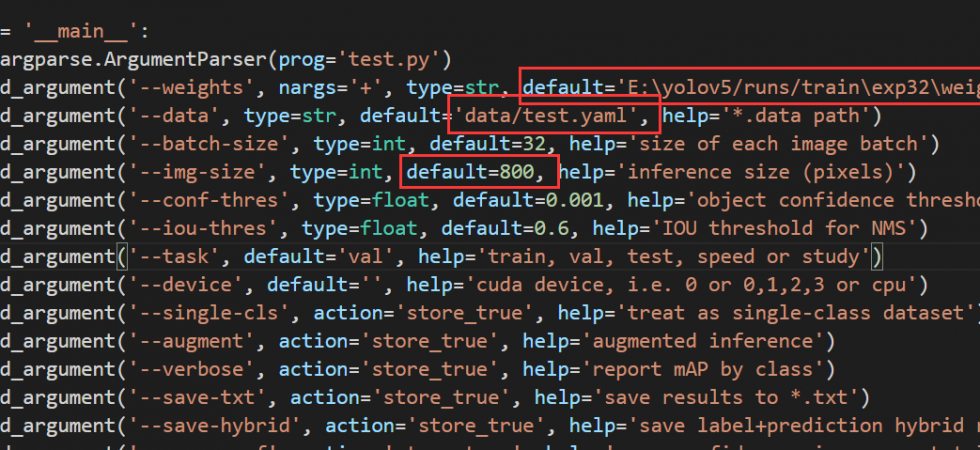 = '__main__':
argparse.ArgumentParser(prog='test.py')
d_argument('--weights', nargs='+', type=str, default='E:\yolov5/runs/train\exp32\weig
d_argument('--data', type=str, default='data/test.yaml', help='*.data path')
d_argument('--batch-size', type=int, default=32, help='size of each image batch')
d_argument('--img-size', type=int, default=800, help='inference size (pixels)')
d_argument('--conf-thres', type=float, default=0.001, help='object confidence thresho
d_argument('--iou-thres', type=float, default=0.6, help='IOU threshold for NMS')
d_argument('--task', default='val', help='train, val, test, speed or study')
d_argument('--device', default='', help='cuda device, i.e. 0 or 0,1,2,3 or cpu')
d_argument('--single-cls', action='store_true', help='treat as single-class dataset'
d_argument('--augment', action='store_true', help='augmented inference')
d_argument('--verbose', action='store_true', help='report mAP by class')
d_argument('--save-txt', action='store_true', help='save results to *.txt')
d_argument('--save-hybrid', action='store_true', help='save label+prediction hybrid